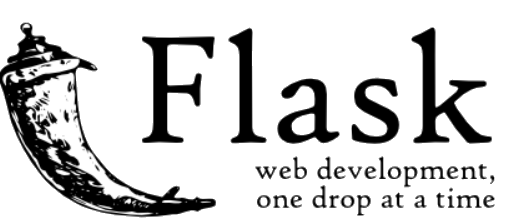 Flask
web development,
one drop at a time